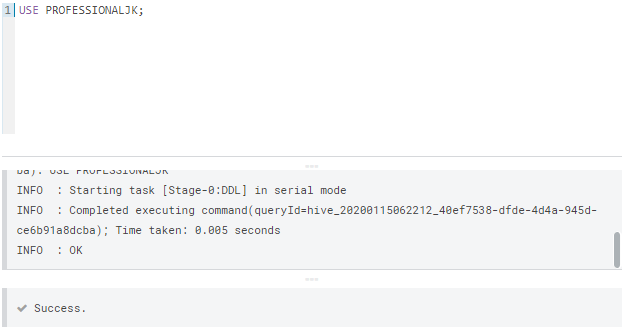 1 USE PROFESSIONALJK;
ba): USE PROFESSIONALJK
INFO  : Starting task [Stage-0:DDL] in serial mode
INFO  : Completed executing command(queryId=hive_20200115062212_40ef7538-dfde-4d4a-945d-
ce6b91a8dcba); Time taken: 0.005 seconds
INFO  : OK
Success.